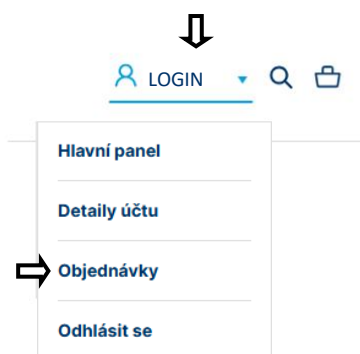 LOGIN
Hlavní panel
Detaily účtu
Objednávky
Odhlásit se